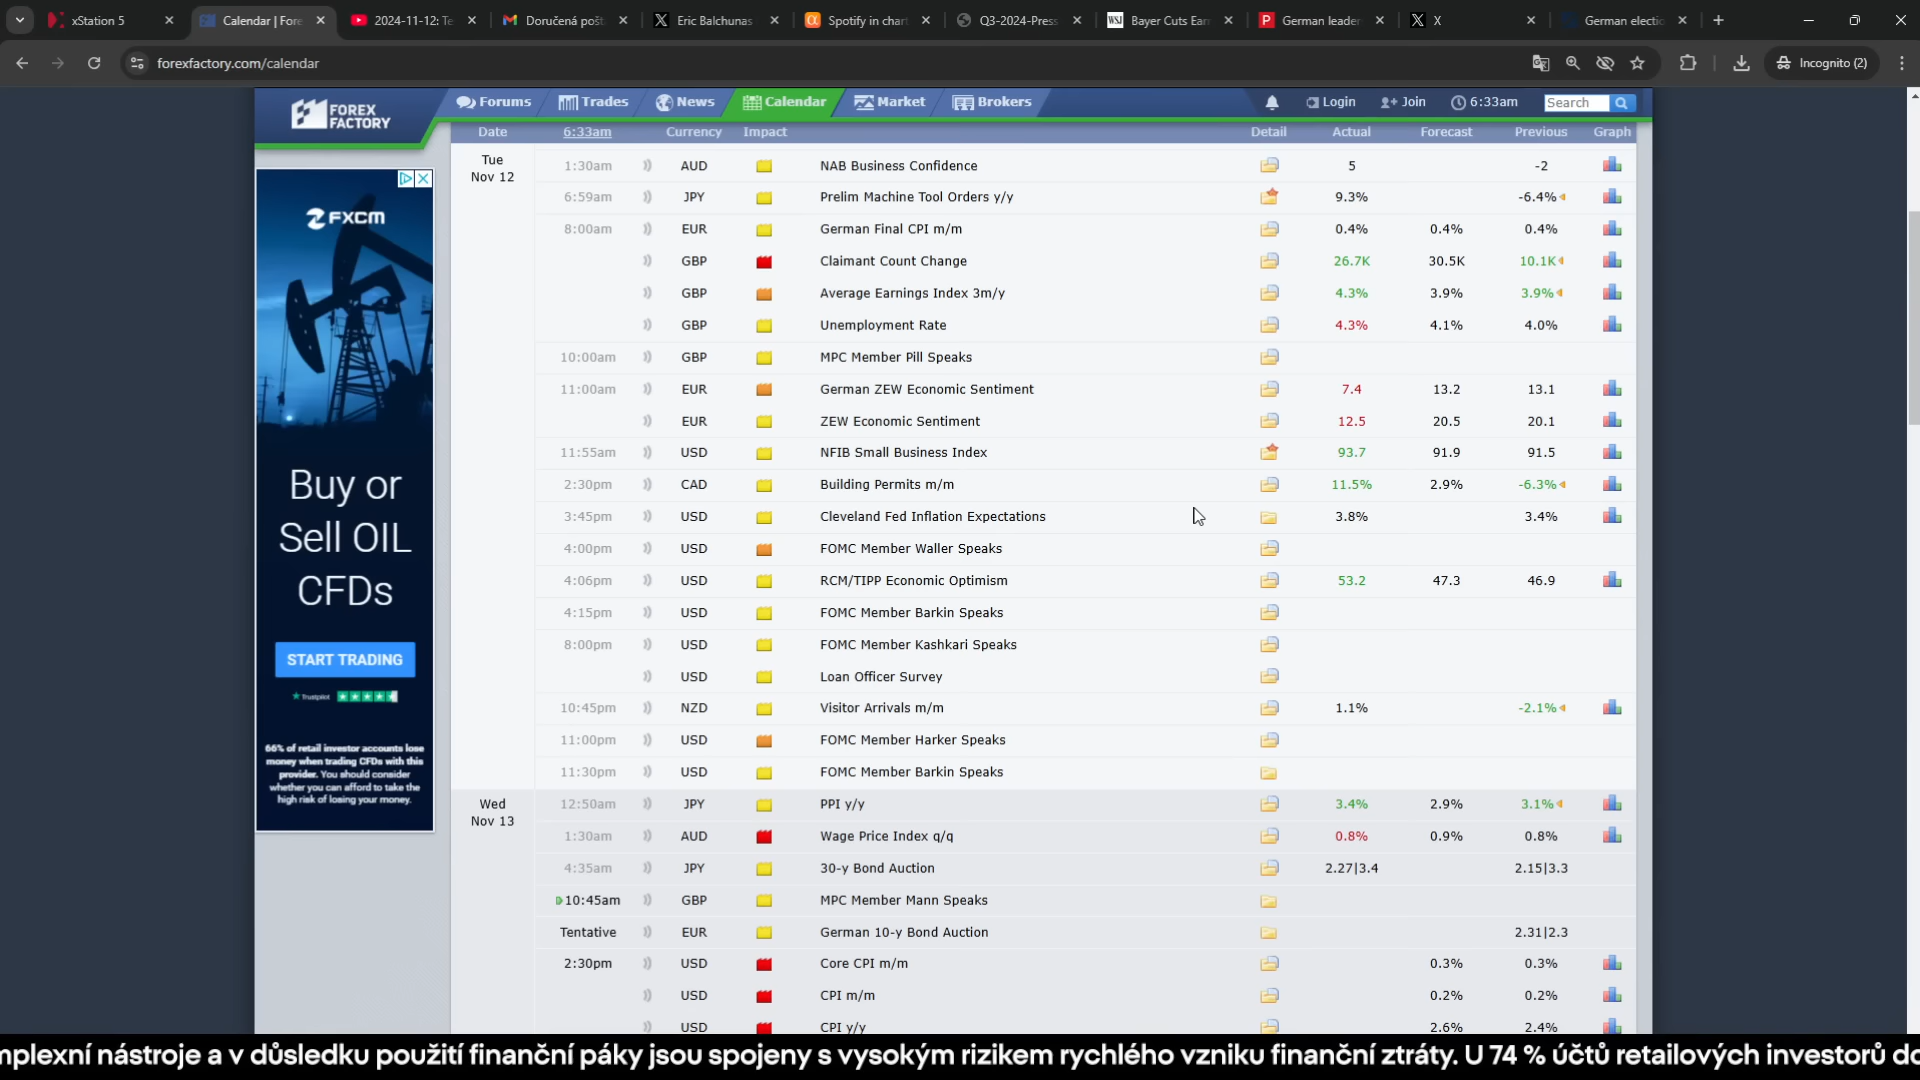 xStation 5
Calendar | Fore
2024-11-12: Te
Doručená pošt
Eric Balchunas
Spotify in chart
Q3-2024-Press
Bayer Cuts Earn
German leader
X
German electio
forexfactory.com/calendar
Incognito (2)
FOREX FACTORY
Forums
Trades
News
Calendar
Market
Brokers
Login
Join
6:33am
Search
Date 6:33am Currency Impact Detail Actual Forecast Previous Graph
Tue Nov 12
1:30am AUD NAB Business Confidence 5 -2
6:59am JPY Prelim Machine Tool Orders y/y 9.3% -6.4%
8:00am EUR German Final CPI m/m 0.4% 0.4% 0.4%
GBP Claimant Count Change 26.7K 30.5K 10.1K
GBP Average Earnings Index 3m/y 4.3% 3.9% 3.9%
GBP Unemployment Rate 4.3% 4.1% 4.0%
10:00am GBP MPC Member Pill Speaks
11:00am EUR German ZEW Economic Sentiment 7.4 13.2 13.1
EUR ZEW Economic Sentiment 12.5 20.5 20.1
11:55am USD NFIB Small Business Index 93.7 91.9 91.5
2:30pm CAD Building Permits m/m 11.5% 2.9% -6.3%
3:45pm USD Cleveland Fed Inflation Expectations 3.8% 3.4%
4:00pm USD FOMC Member Waller Speaks
4:06pm USD RCM/TIPP Economic Optimism 53.2 47.3 46.9
4:15pm USD FOMC Member Barkin Speaks
8:00pm USD FOMC Member Kashkari Speaks
USD Loan Officer Survey
10:45pm NZD Visitor Arrivals m/m 1.1% -2.1%
11:00pm USD FOMC Member Harker Speaks
11:30pm USD FOMC Member Barkin Speaks
Wed Nov 13
12:50am JPY PPI y/y 3.4% 2.9% 3.1%
1:30am AUD Wage Price Index q/q 0.8% 0.9% 0.8%
4:35am JPY 30-y Bond Auction 2.27|3.4 2.15|3.3
10:45am GBP MPC Member Mann Speaks
Tentative EUR German 10-y Bond Auction 2.31|2.3
2:30pm USD Core CPI m/m 0.3% 0.3%
USD CPI m/m 0.2% 0.2%
USD CPI y/y 2.6% 2.4%
FXCM
Buy or
Sell OIL
CFDs
START TRADING
Trustpilot
66% of retail investor accounts lose
money when trading CFDs with this
provider. You should consider
whether you can afford to take the
high risk of losing your money.
mplexní nástroje a v důsledku použití finanční páky jsou spojeny s vysokým rizikem rychlého vzniku finanční ztráty. U 74 % účtů retailových investorů do